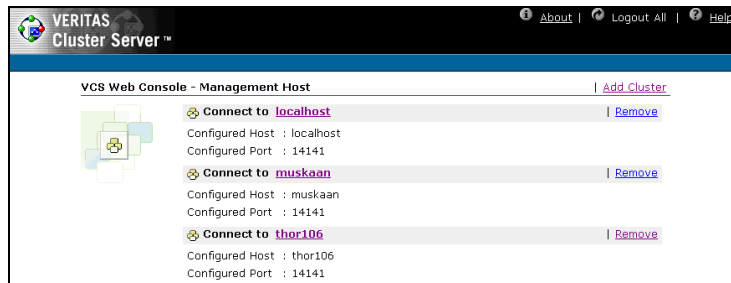 VERITAS
Cluster Server ™
About | Logout All | Help
VCS Web Console - Management Host | Add Cluster
Connect to localhost | Remove
Configured Host : localhost
Configured Port : 14141
Connect to muskaan | Remove
Configured Host : muskaan
Configured Port : 14141
Connect to thor106 | Remove
Configured Host : thor106
Configured Port : 14141